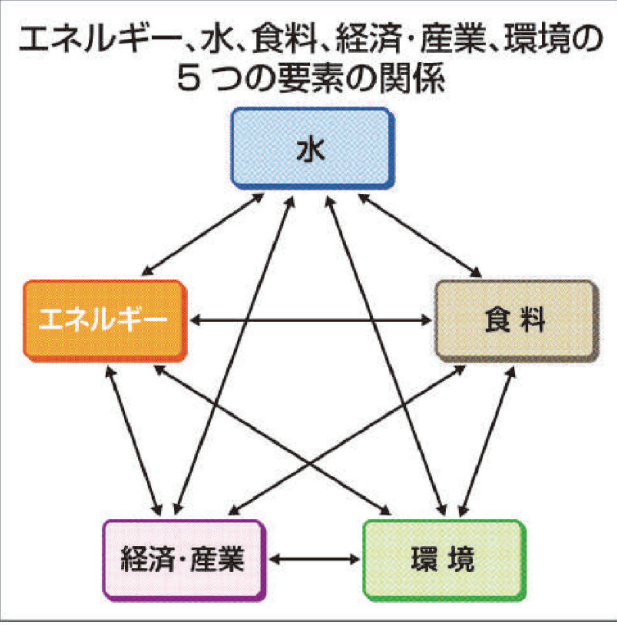 エネルギー、水、食料、経済・産業、環境の
5つの要素の関係
水
エネルギー
食料
経済・産業
環境